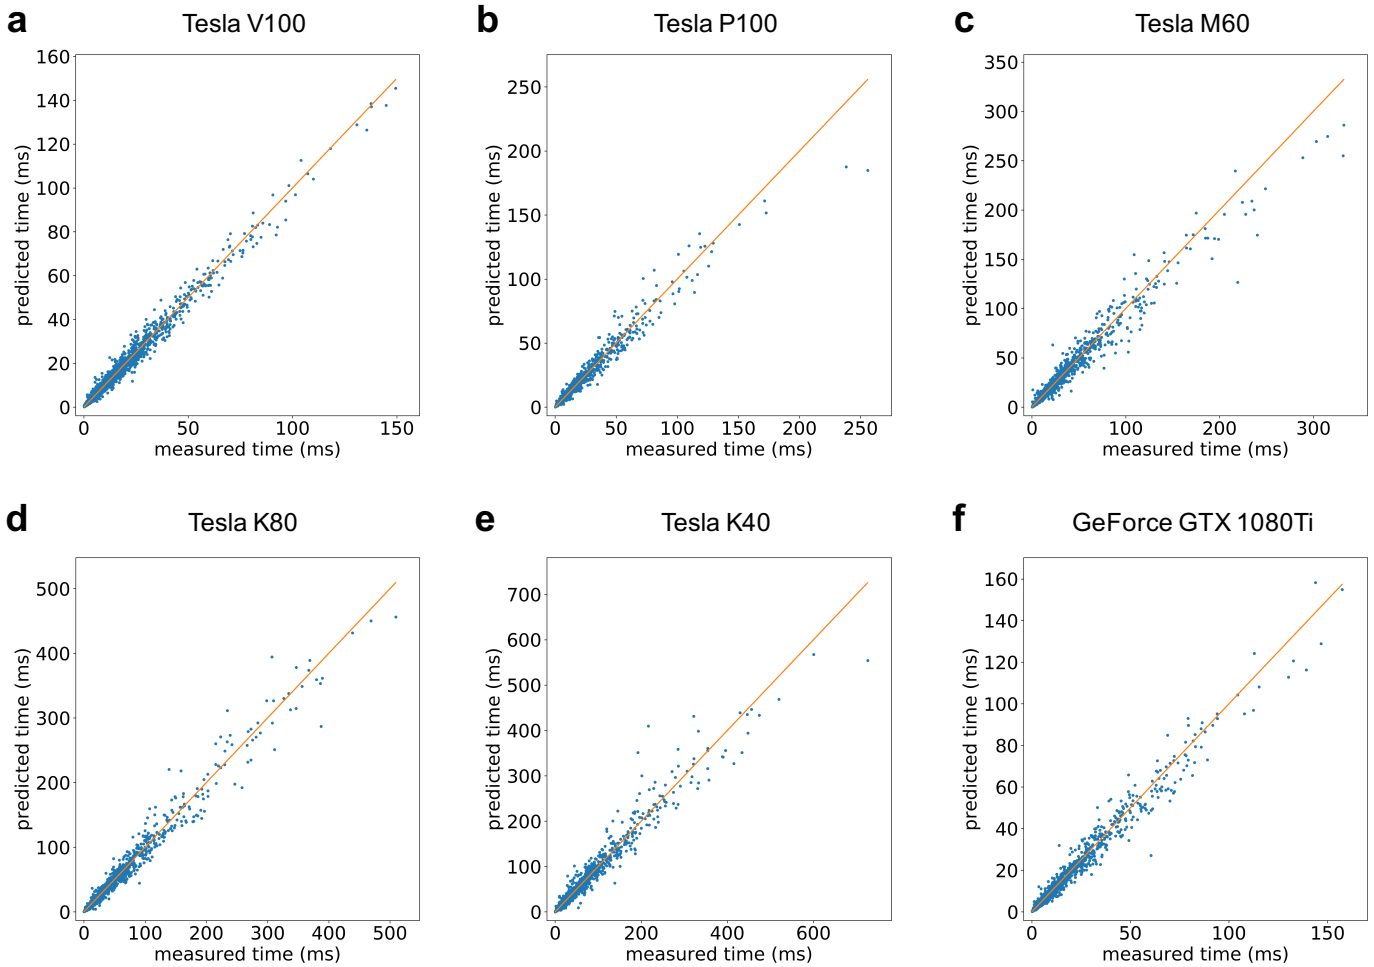 a
Tesla V100
160
140
120
100
80
60
40
20
0
predicted time (ms)
0 50 100 150
measured time (ms)
b
Tesla P100
250
200
150
100
50
0
predicted time (ms)
0 50 100 150 200 250
measured time (ms)
c
Tesla M60
350
300
250
200
150
100
50
0
predicted time (ms)
0 100 200 300
measured time (ms)
d
Tesla K80
500
400
300
200
100
0
predicted time (ms)
0 100 200 300 400 500
measured time (ms)
e
Tesla K40
700
600
500
400
300
200
100
0
predicted time (ms)
0 200 400 600
measured time (ms)
f
GeForce GTX 1080Ti
160
140
120
100
80
60
40
20
0
predicted time (ms)
0 50 100 150
measured time (ms)